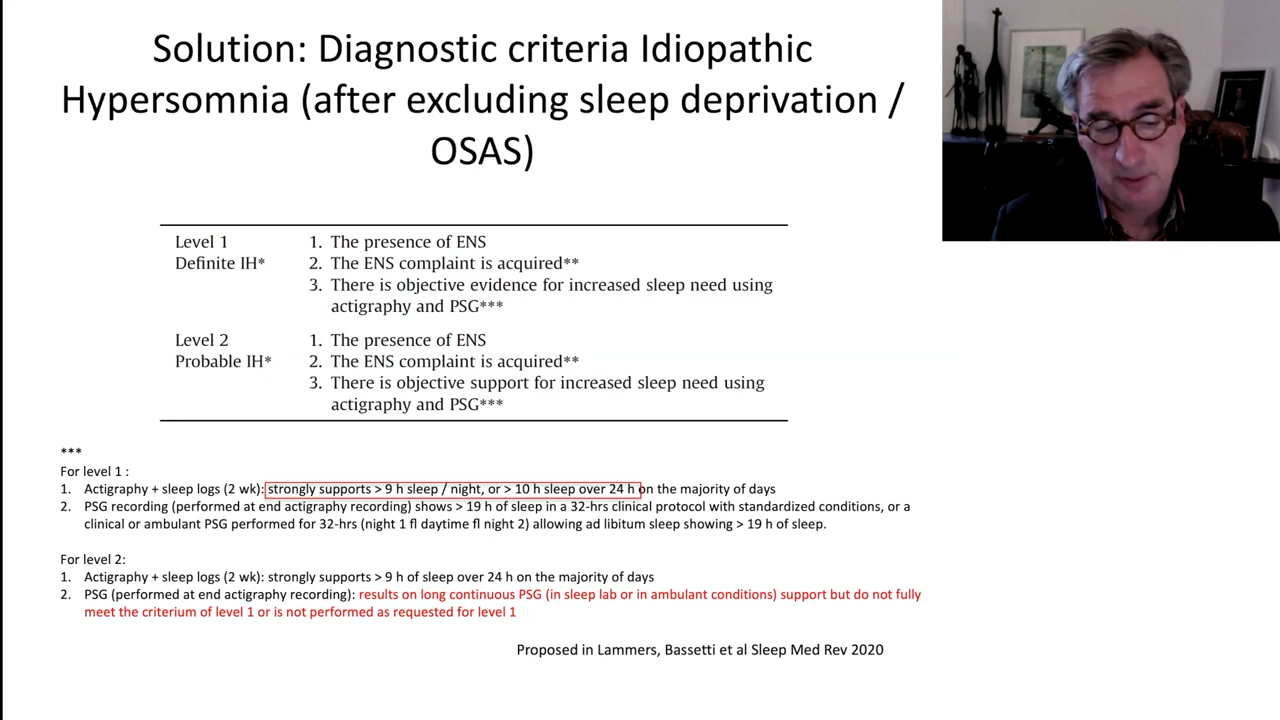 Solution: Diagnostic criteria Idiopathic
Hypersomnia (after excluding sleep deprivation /
OSAS)
Level 1 1. The presence of ENS
Definite IH* 2. The ENS complaint is acquired**
3. There is objective evidence for increased sleep need using
actigraphy and PSG***
Level 2 1. The presence of ENS
Probable IH* 2. The ENS complaint is acquired**
3. There is objective support for increased sleep need using
actigraphy and PSG***
***
For level 1 :
1. Actigraphy + sleep logs (2 wk): strongly supports > 9 h sleep / night, or > 10 h sleep over 24 h on the majority of days
2. PSG recording (performed at end actigraphy recording) shows > 19 h of sleep in a 32-hrs clinical protocol with standardized conditions, or a
clinical or ambulant PSG performed for 32-hrs (night 1 fl daytime fl night 2) allowing ad libitum sleep showing > 19 h of sleep.
For level 2:
1. Actigraphy + sleep logs (2 wk): strongly supports > 9 h of sleep over 24 h on the majority of days
2. PSG (performed at end actigraphy recording): results on long continuous PSG (in sleep lab or in ambulant conditions) support but do not fully
meet the criterium of level 1 or is not performed as requested for level 1
Proposed in Lammers, Bassetti et al Sleep Med Rev 2020